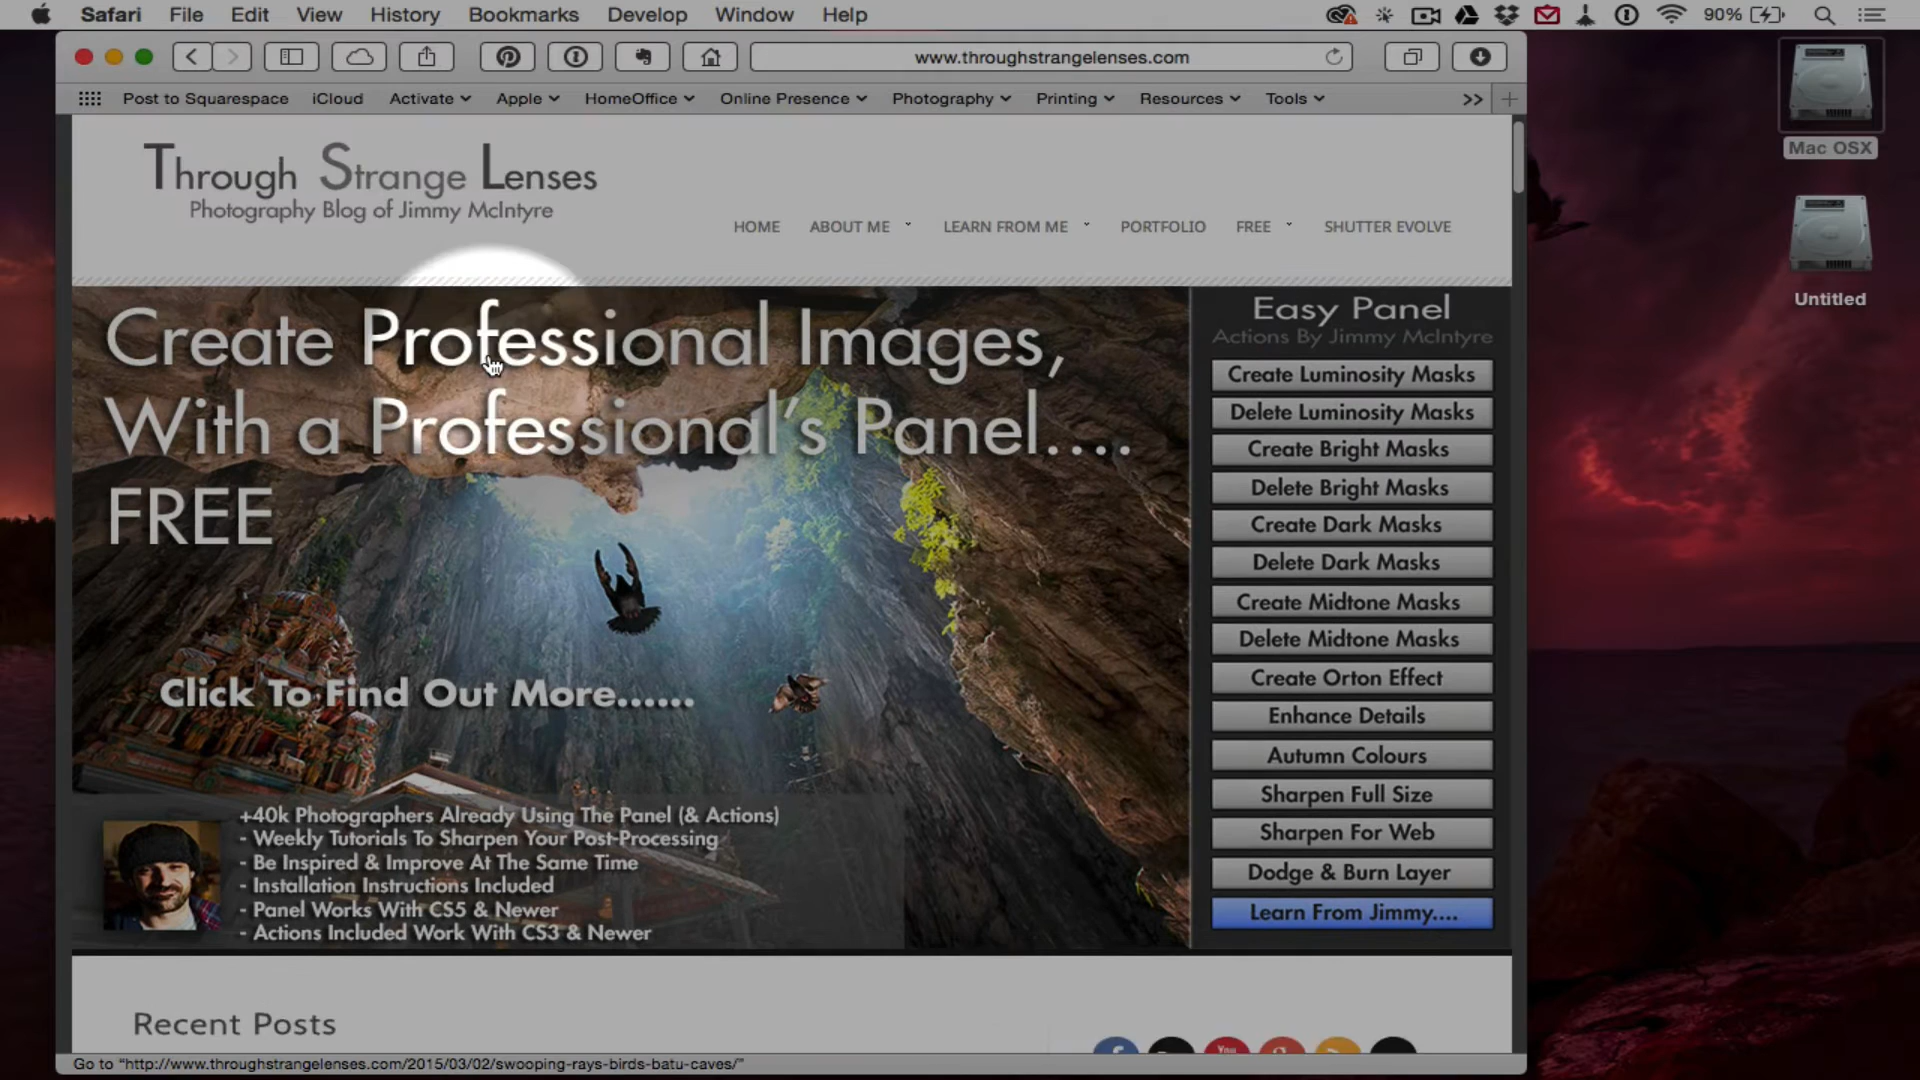 Safari File Edit View History Bookmarks Develop Window Help 90%
www.throughstrangelenses.com
Post to Squarespace iCloud Activate Apple HomeOffice Online Presence Photography Printing Resources Tools >>
Mac OSX
Untitled
Through Strange Lenses
Photography Blog of Jimmy McIntyre
HOME ABOUT ME LEARN FROM ME PORTFOLIO FREE SHUTTER EVOLVE
Create Professional Images,
With a Professional's Panel....
FREE
Click To Find Out More......
+40k Photographers Already Using The Panel (& Actions)
- Weekly Tutorials To Sharpen Your Post-Processing
- Be Inspired & Improve At The Same Time
- Installation Instructions Included
- Panel Works With CS5 & Newer
- Actions Included Work With CS3 & Newer
Easy Panel
Actions By Jimmy McIntyre
Create Luminosity Masks
Delete Luminosity Masks
Create Bright Masks
Delete Bright Masks
Create Dark Masks
Delete Dark Masks
Create Midtone Masks
Delete Midtone Masks
Create Orton Effect
Enhance Details
Autumn Colours
Sharpen Full Size
Sharpen For Web
Dodge & Burn Layer
Learn From Jimmy....
Recent Posts
You
Go to "http://www.throughstrangelenses.com/2015/03/02/swooping-rays-birds-batu-caves/"